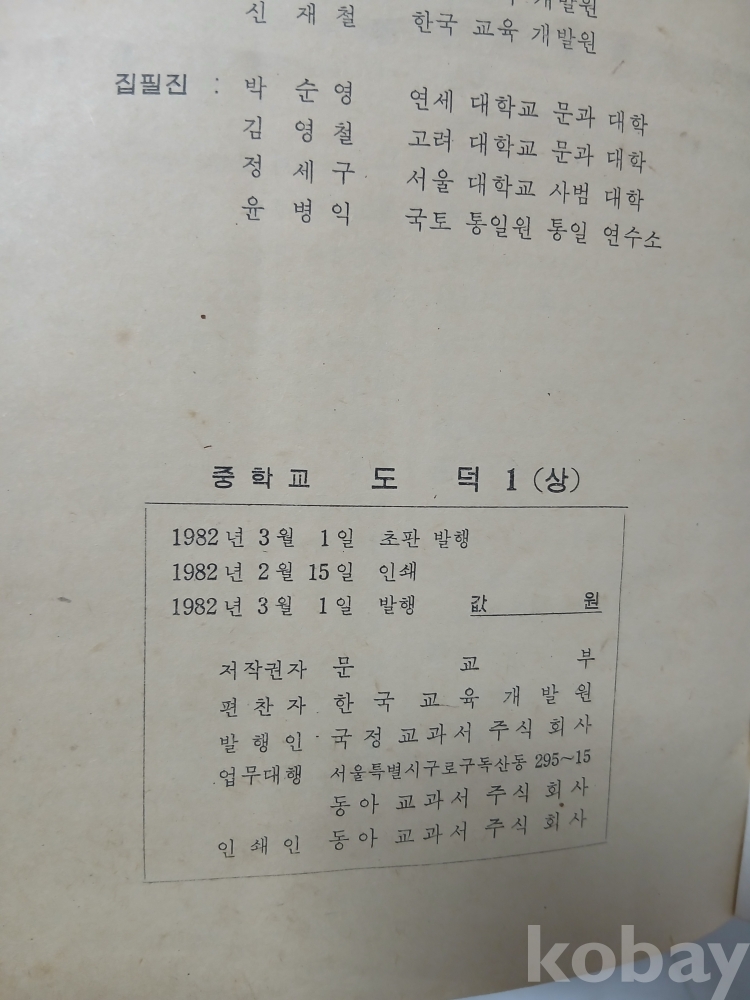 개발원
신 재 철 한국 교육 개발원
집필진 : 박 순 영 연세 대학교 문과 대학
김 영 철 고려 대학교 문과 대학
정 세 구 서울 대학교 사범 대학
윤 병 익 국토 통일원 통일 연수소
중학교 도 덕 1 (상)
1982년 3월 1일 초판 발행
1982년 2월 15일 인쇄
1982년 3월 1일 발행 값 원
저작권자 문 교 부
편 찬 자 한 국 교 육 개 발 원
발 행 인 국 정 교 과 서 주 식 회 사
업무대행 서울특별시구로구독산동 295~15
동 아 교 과 서 주 식 회 사
인 쇄 인 동 아 교 과 서 주 식 회 사
kobay